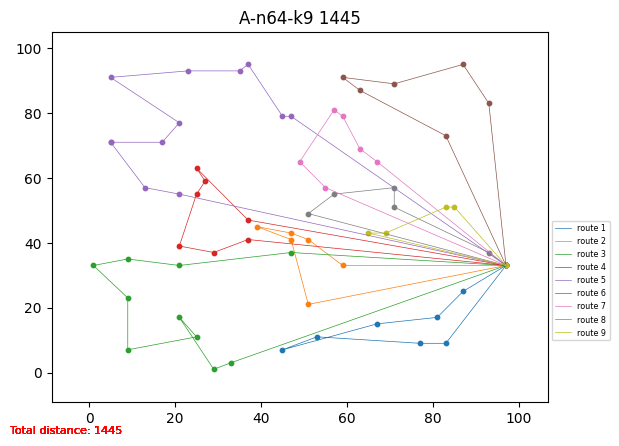 A-n64-k9 1445
100
80
60
40
20
0
0 20 40 60 80 100
route 1
route 2
route 3
route 4
route 5
route 6
route 7
route 8
route 9
Total distance: 1445